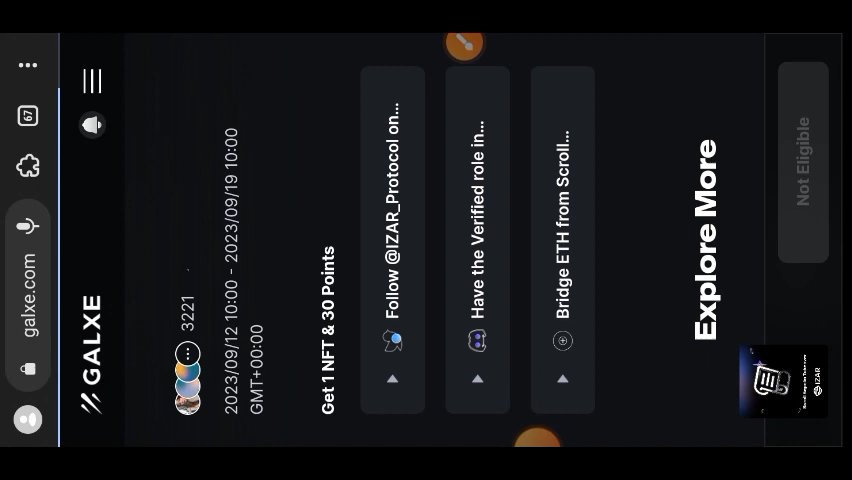 galxe.com
67
GALXE
3221
2023/09/12 10:00 - 2023/09/19 10:00
GMT+00:00
Get 1 NFT & 30 Points
Follow @IZAR_Protocol on...
Have the Verified role in...
Bridge ETH from Scroll...
Explore More
IZAR
Not Eligible